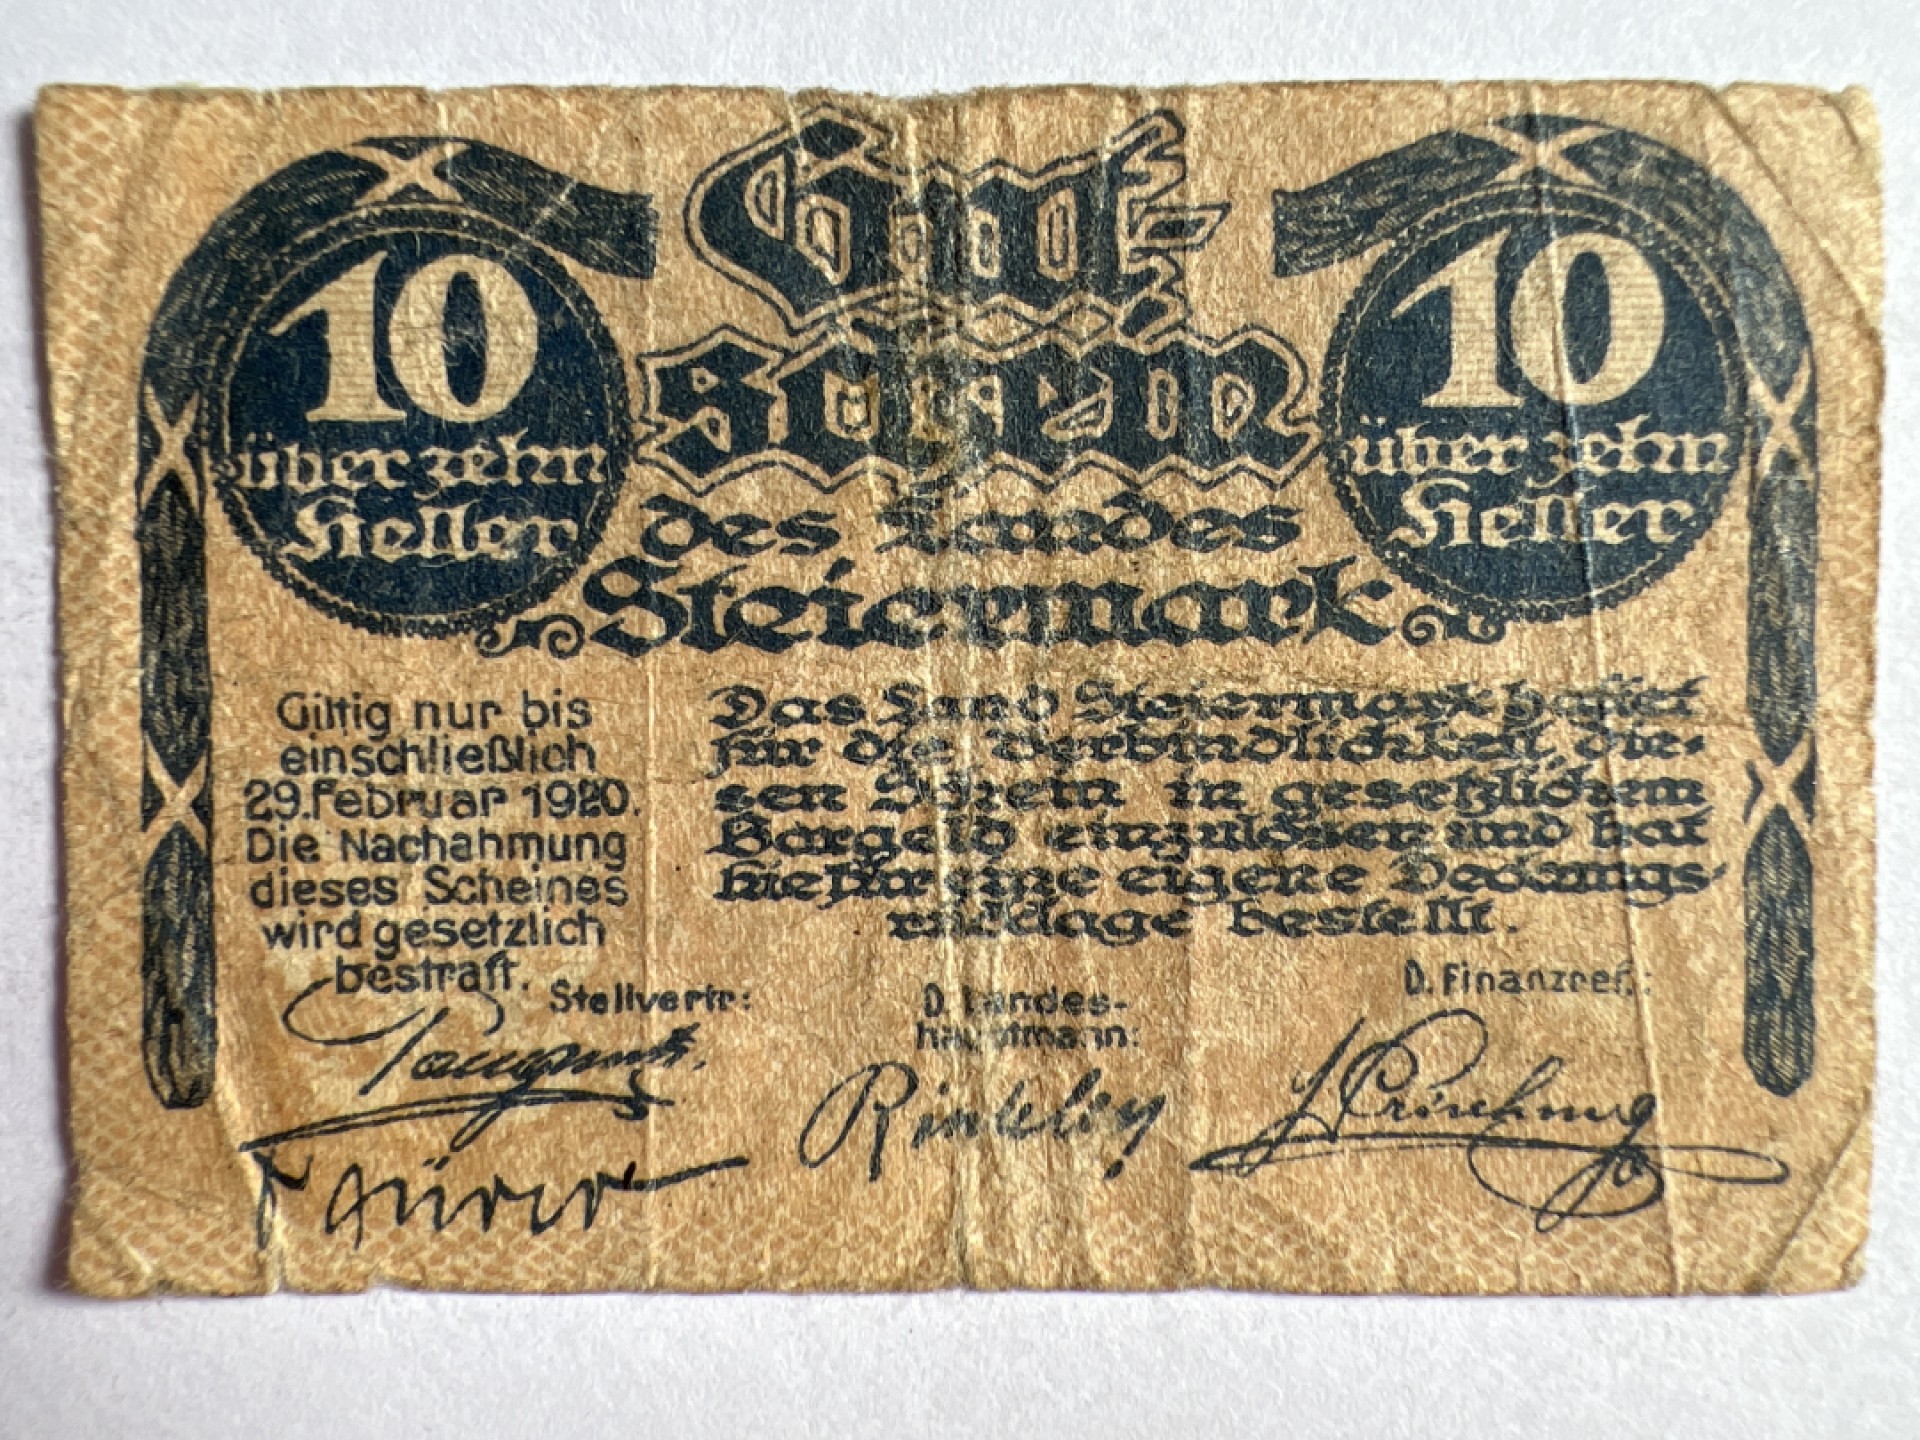 Gut-
schein
des Landes
Steiermark
10
über zehn
Heller
10
über zehn
Heller
Giltig nur bis
einschließlich
29. Februar 1920.
Die Nachahmung
dieses Scheines
wird gesetzlich
bestraft.
Das Land Steiermark haftet
für die Verbindlichkeit, die-
sen Schein in gesetzlichem
Bargeld einzulösen und hat
hiefür eine eigene Deckungs-
rücklage bestellt.
Stellvertr:
D. Landes-
hauptmann:
D. Finanzref.:
Rintelen